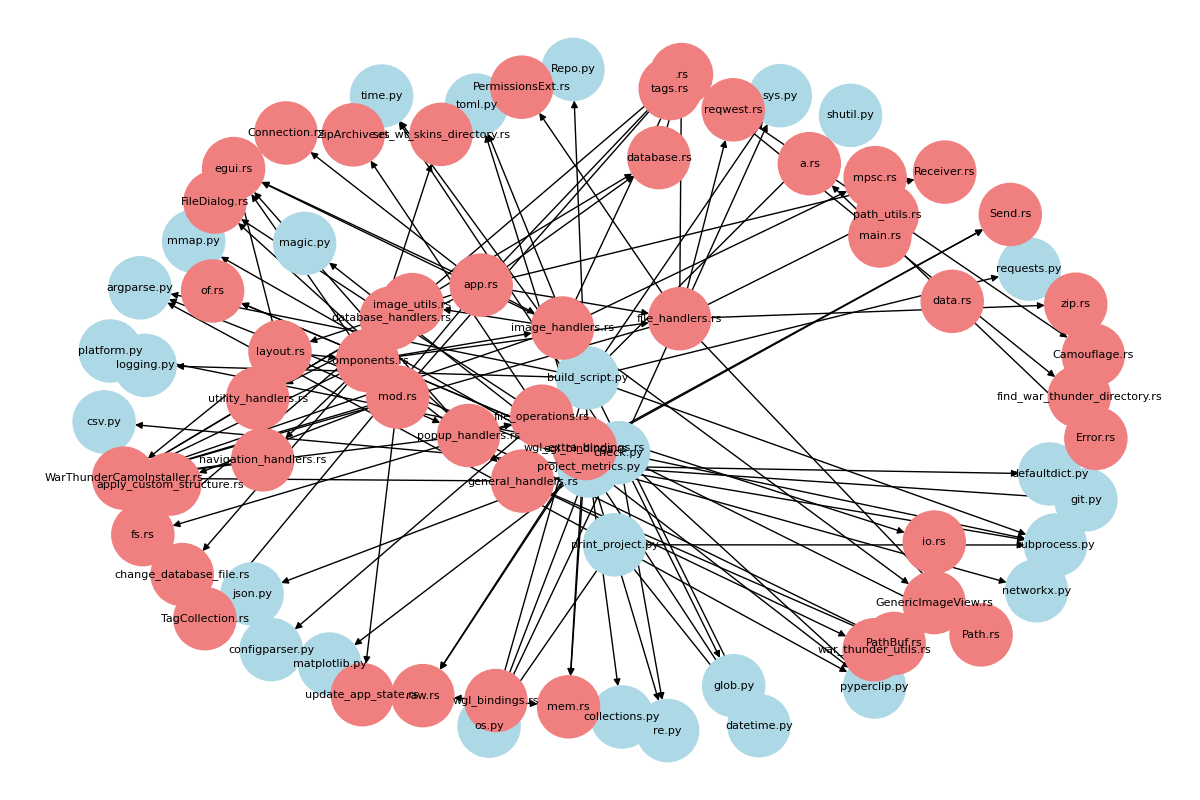 Repo.py
.rs
PermissionsExt.rs
tags.rs
time.py
sys.py
toml.py
reqwest.rs
shutil.py
Connection.rs
ZipArchive.rs
set_wt_skins_directory.rs
database.rs
a.rs
egui.rs
Receiver.rs
mpsc.rs
FileDialog.rs
path_utils.rs
Send.rs
main.rs
mmap.py
magic.py
requests.py
app.rs
argparse.py
of.rs
data.rs
image_utils.rs
zip.rs
database_handlers.rs
file_handlers.rs
image_handlers.rs
platform.py
layout.rs
Camouflage.rs
components.rs
logging.py
build_script.py
mod.rs
find_war_thunder_directory.rs
utility_handlers.rs
file_operations.rs
csv.py
popup_handlers.rs
Error.rs
wgl_extra_bindings.rs
check.py
navigation_handlers.rs
project_metrics.py
defaultdict.py
WarThunderCamoInstaller.rs
general_handlers.rs
apply_custom_structure.rs
git.py
fs.rs
io.rs
print_project.py
subprocess.py
change_database_file.rs
networkx.py
json.py
GenericImageView.rs
TagCollection.rs
Path.rs
PathBuf.rs
configparser.py
war_thunder_utils.rs
matplotlib.py
glob.py
pyperclip.py
update_app_state.rs
raw.rs
wgl_bindings.rs
mem.rs
collections.py
os.py
datetime.py
re.py